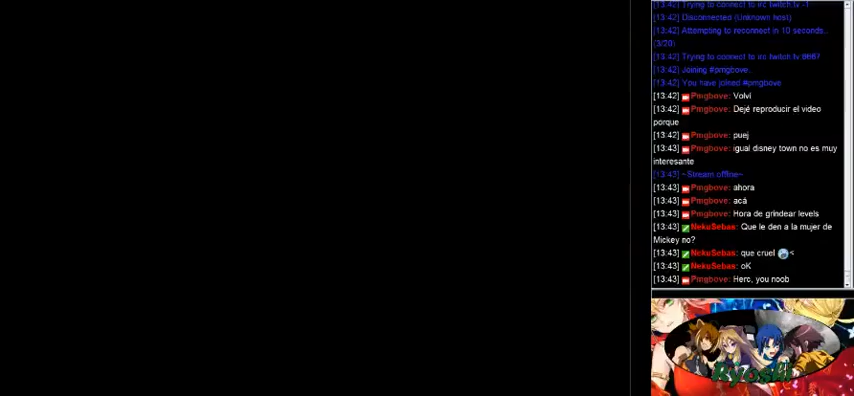 [13:42] Trying to connect to irc.twitch.tv -1
[13:42] Disconnected (Unknown host)
[13:42] Attempting to reconnect in 10 seconds..
(3/20)
[13:42] Trying to connect to irc.twitch.tv 6667
[13:42] Joining #pmgbove..
[13:42] You have joined #pmgbove
[13:42] Pmgbove: Volví
[13:42] Pmgbove: Dejé reproducir el video
porque
[13:42] Pmgbove: puej
[13:43] Pmgbove: igual disney town no es muy
interesante
[13:43] ~Stream offline~
[13:43] Pmgbove: ahora
[13:43] Pmgbove: acá
[13:43] Pmgbove: Hora de grindear levels
[13:43] NekuSebas: Que le den a la mujer de
Mickey no?
[13:43] NekuSebas: que cruel <
[13:43] NekuSebas: oK
[13:43] Pmgbove: Herc, you noob
Ryoshi